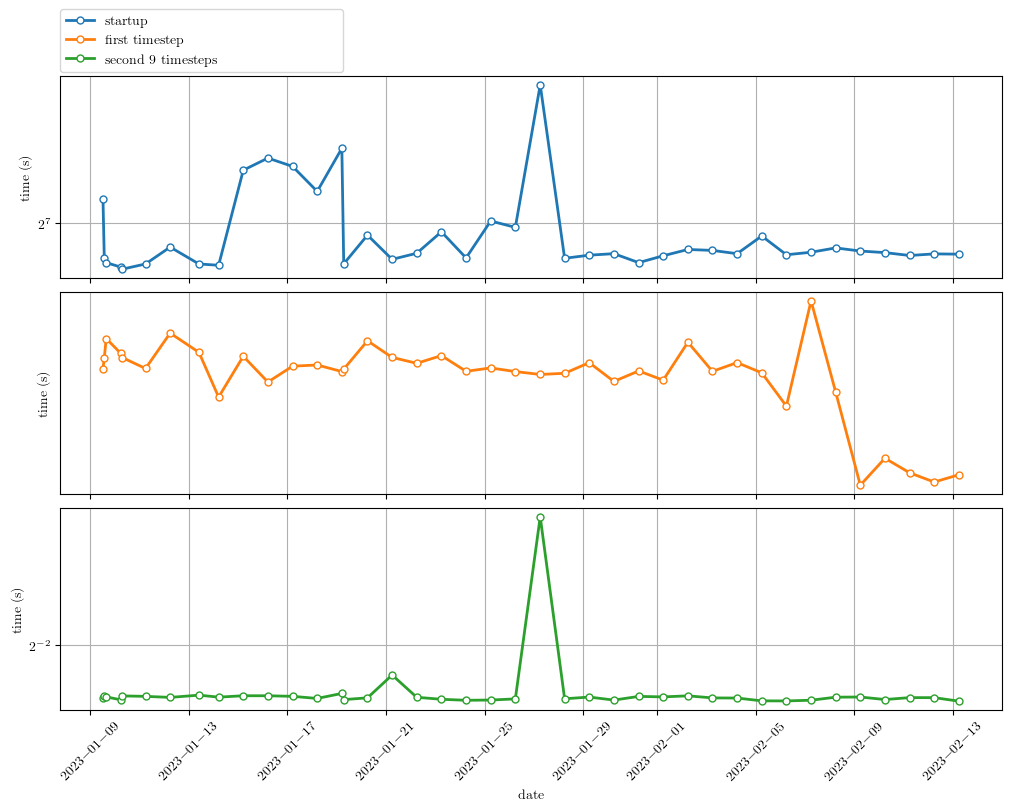 startup
first timestep
second 9 timesteps
time (s)
2^7
time (s)
time (s)
2^−2
2023−01−09
2023−01−13
2023−01−17
2023−01−21
2023−01−25
2023−01−29
2023−02−01
2023−02−05
2023−02−09
2023−02−13
date